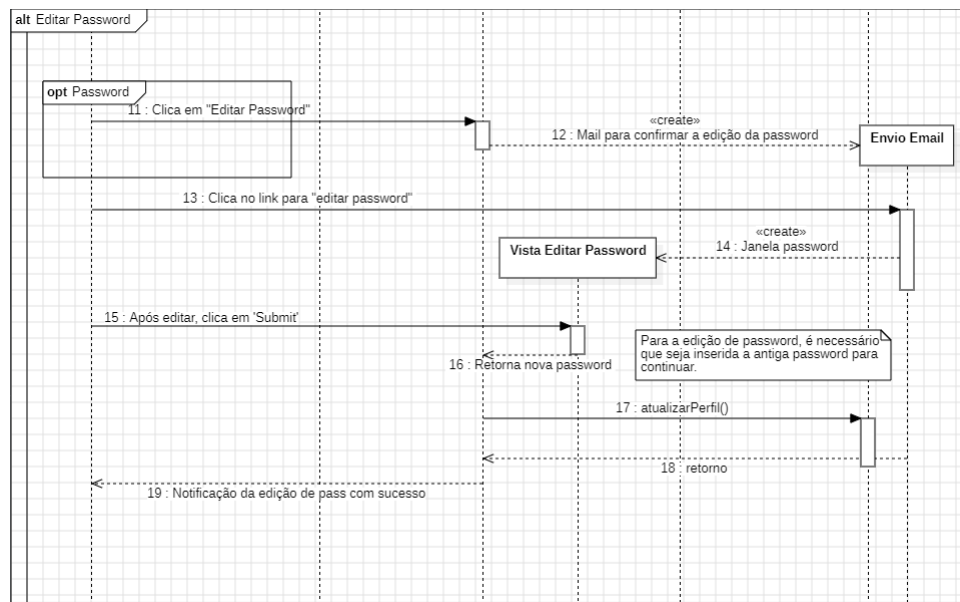 alt Editar Password
opt Password
11 : Clica em "Editar Password"
«create»
12 : Mail para confirmar a edição da password
Envio Email
13 : Clica no link para "editar password"
«create»
14 : Janela password
Vista Editar Password
15 : Após editar, clica em 'Submit'
16 : Retorna nova password
Para a edição de password, é necessário
que seja inserida a antiga password para
continuar.
17 : atualizarPerfil()
18 : retorno
19 : Notificação da edição de pass com sucesso